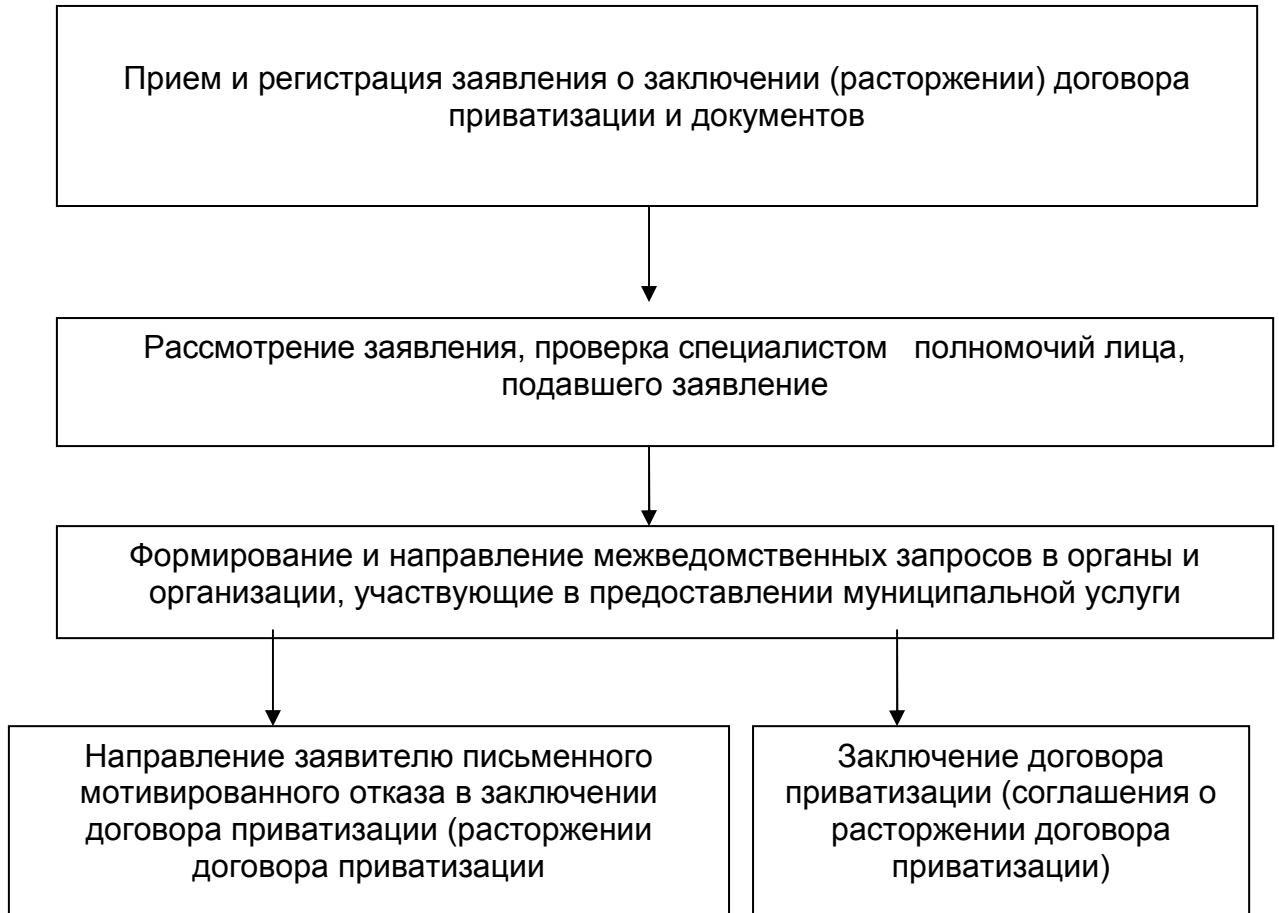 Прием и регистрация заявления о заключении (расторжении) договора
приватизации и документов
Рассмотрение заявления, проверка специалистом   полномочий лица,
подавшего заявление
Формирование и направление межведомственных запросов в органы и
организации, участвующие в предоставлении муниципальной услуги
Направление заявителю письменного
мотивированного отказа в заключении
договора приватизации (расторжении
договора приватизации
Заключение договора
приватизации (соглашения о
расторжении договора
приватизации)